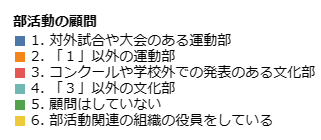 部活動の顧問
1. 対外試合や大会のある運動部
2. 「１」以外の運動部
3. コンクールや学校外での発表のある文化部
4. 「３」以外の文化部
5. 顧問はしていない
6. 部活動関連の組織の役員をしている